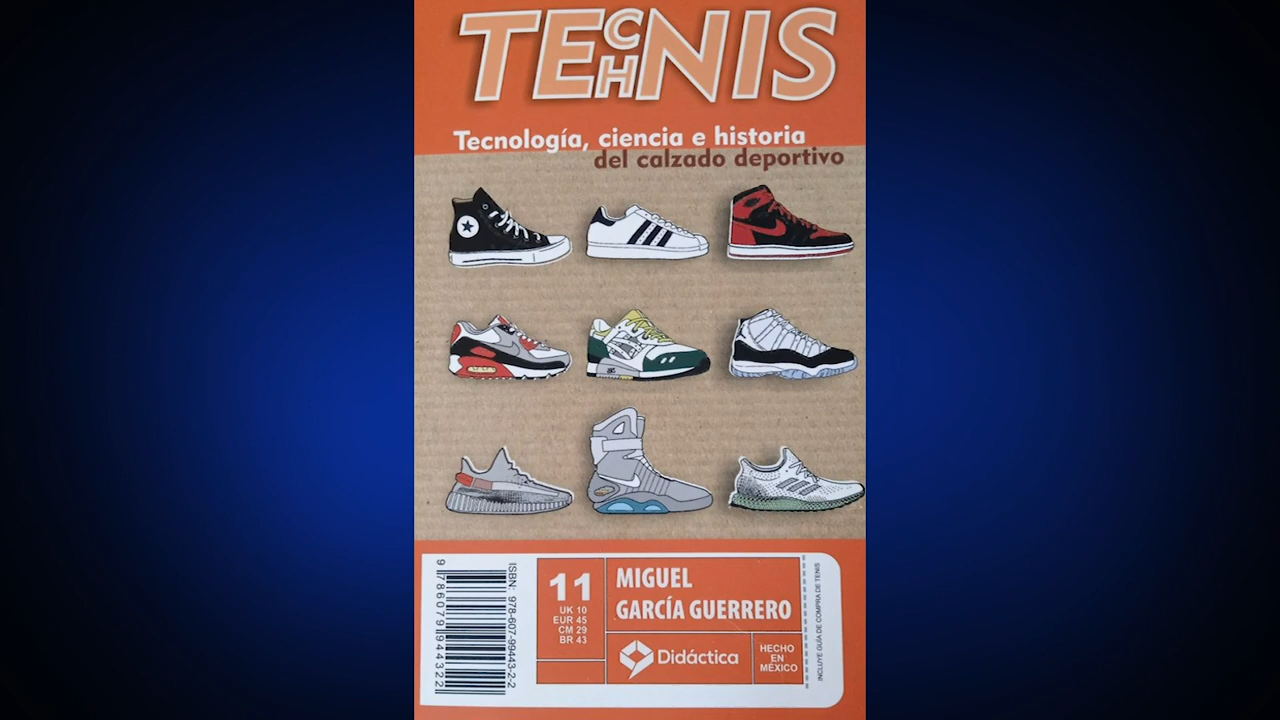 TECHNIS
Tecnología, ciencia e historia
del calzado deportivo
9 786079 944322
ISBN: 978-607-99443-2-2
11
UK 10
EUR 45
CM 29
BR 43
MIGUEL
GARCÍA GUERRERO
Didáctica
HECHO
EN
MÉXICO
INCLUYE GUÍA DE COMPRA DE TENIS